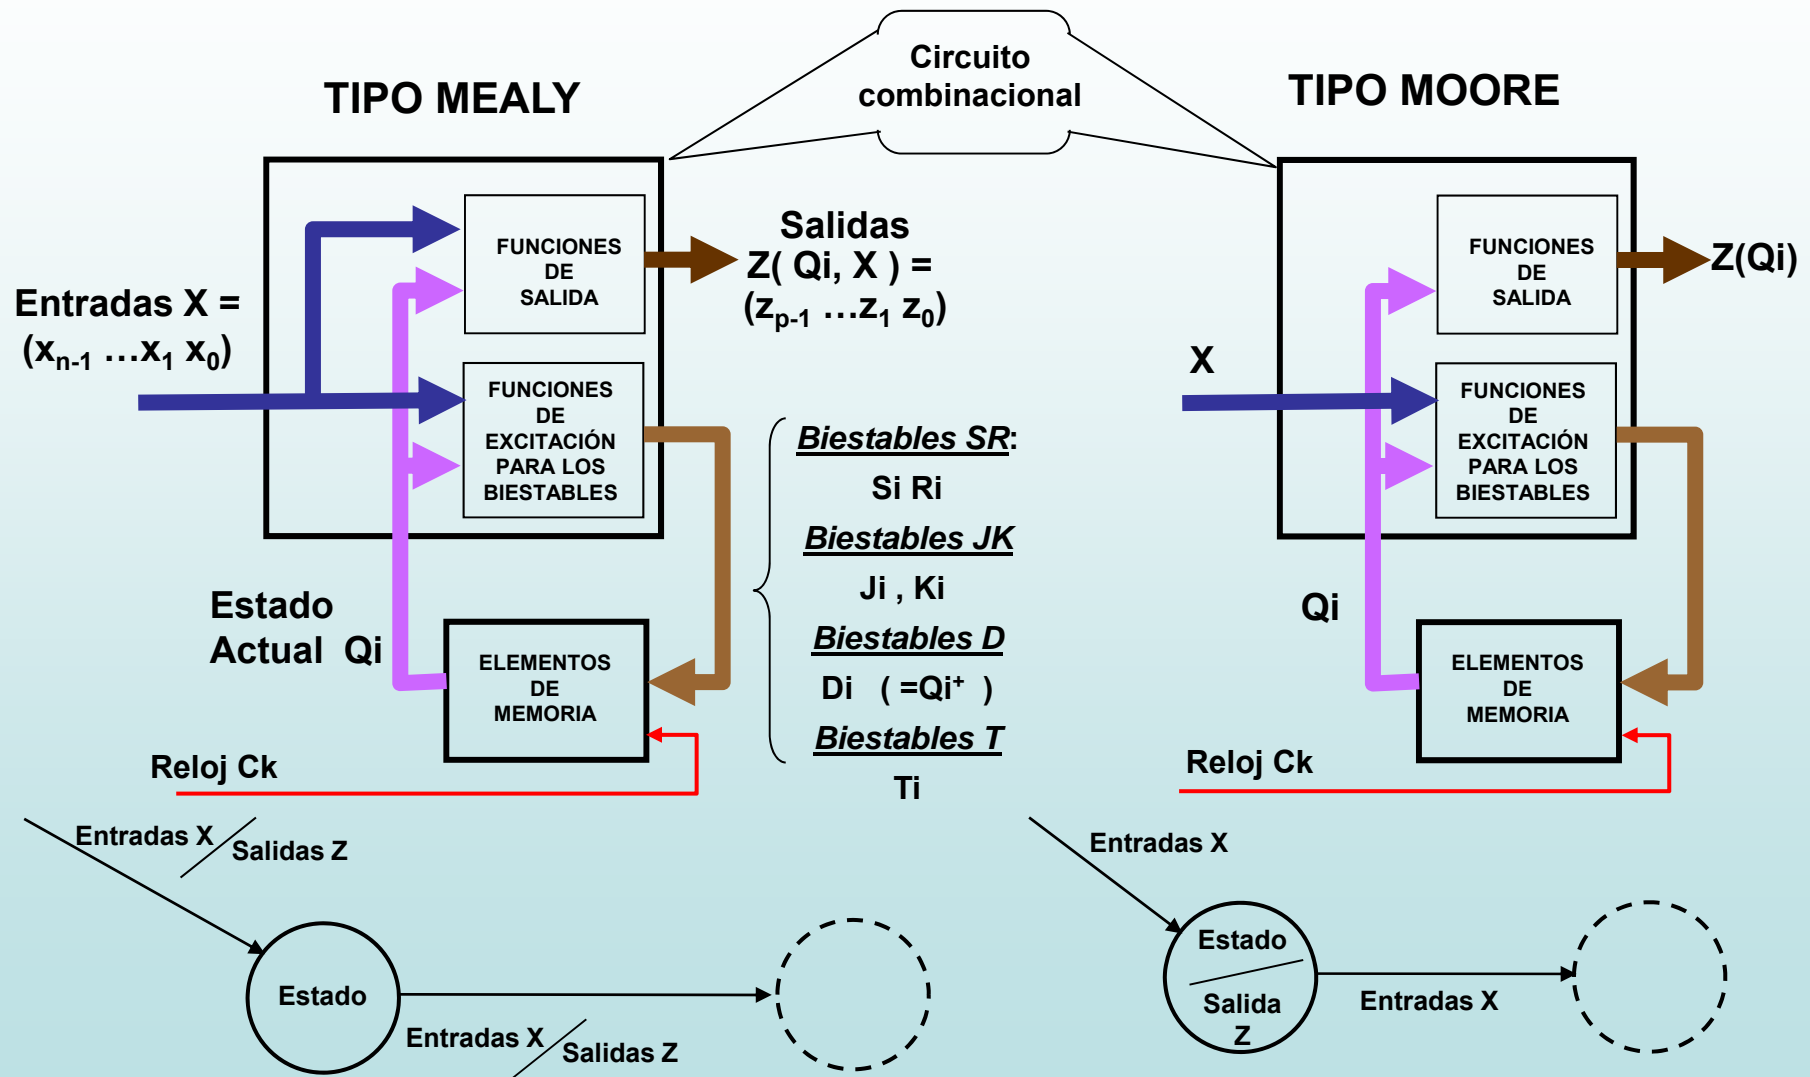 Circuito
combinacional
TIPO MEALY
TIPO MOORE
FUNCIONES
DE
SALIDA
Salidas
Z( Qi, X ) =
(zp-1 …z1 z0)
Entradas X =
(xn-1 …x1 x0)
FUNCIONES
DE
EXCITACIÓN
PARA LOS
BIESTABLES
Biestables SR:
Si Ri
Biestables JK
Ji , Ki
Biestables D
Di ( =Qi+ )
Biestables T
Ti
Estado
Actual Qi
ELEMENTOS
DE
MEMORIA
Reloj Ck
FUNCIONES
DE
SALIDA
Z(Qi)
X
FUNCIONES
DE
EXCITACIÓN
PARA LOS
BIESTABLES
Qi
ELEMENTOS
DE
MEMORIA
Reloj Ck
Entradas X
Salidas Z
Estado
Entradas X
Salidas Z
Entradas X
Estado
Salida
Z
Entradas X